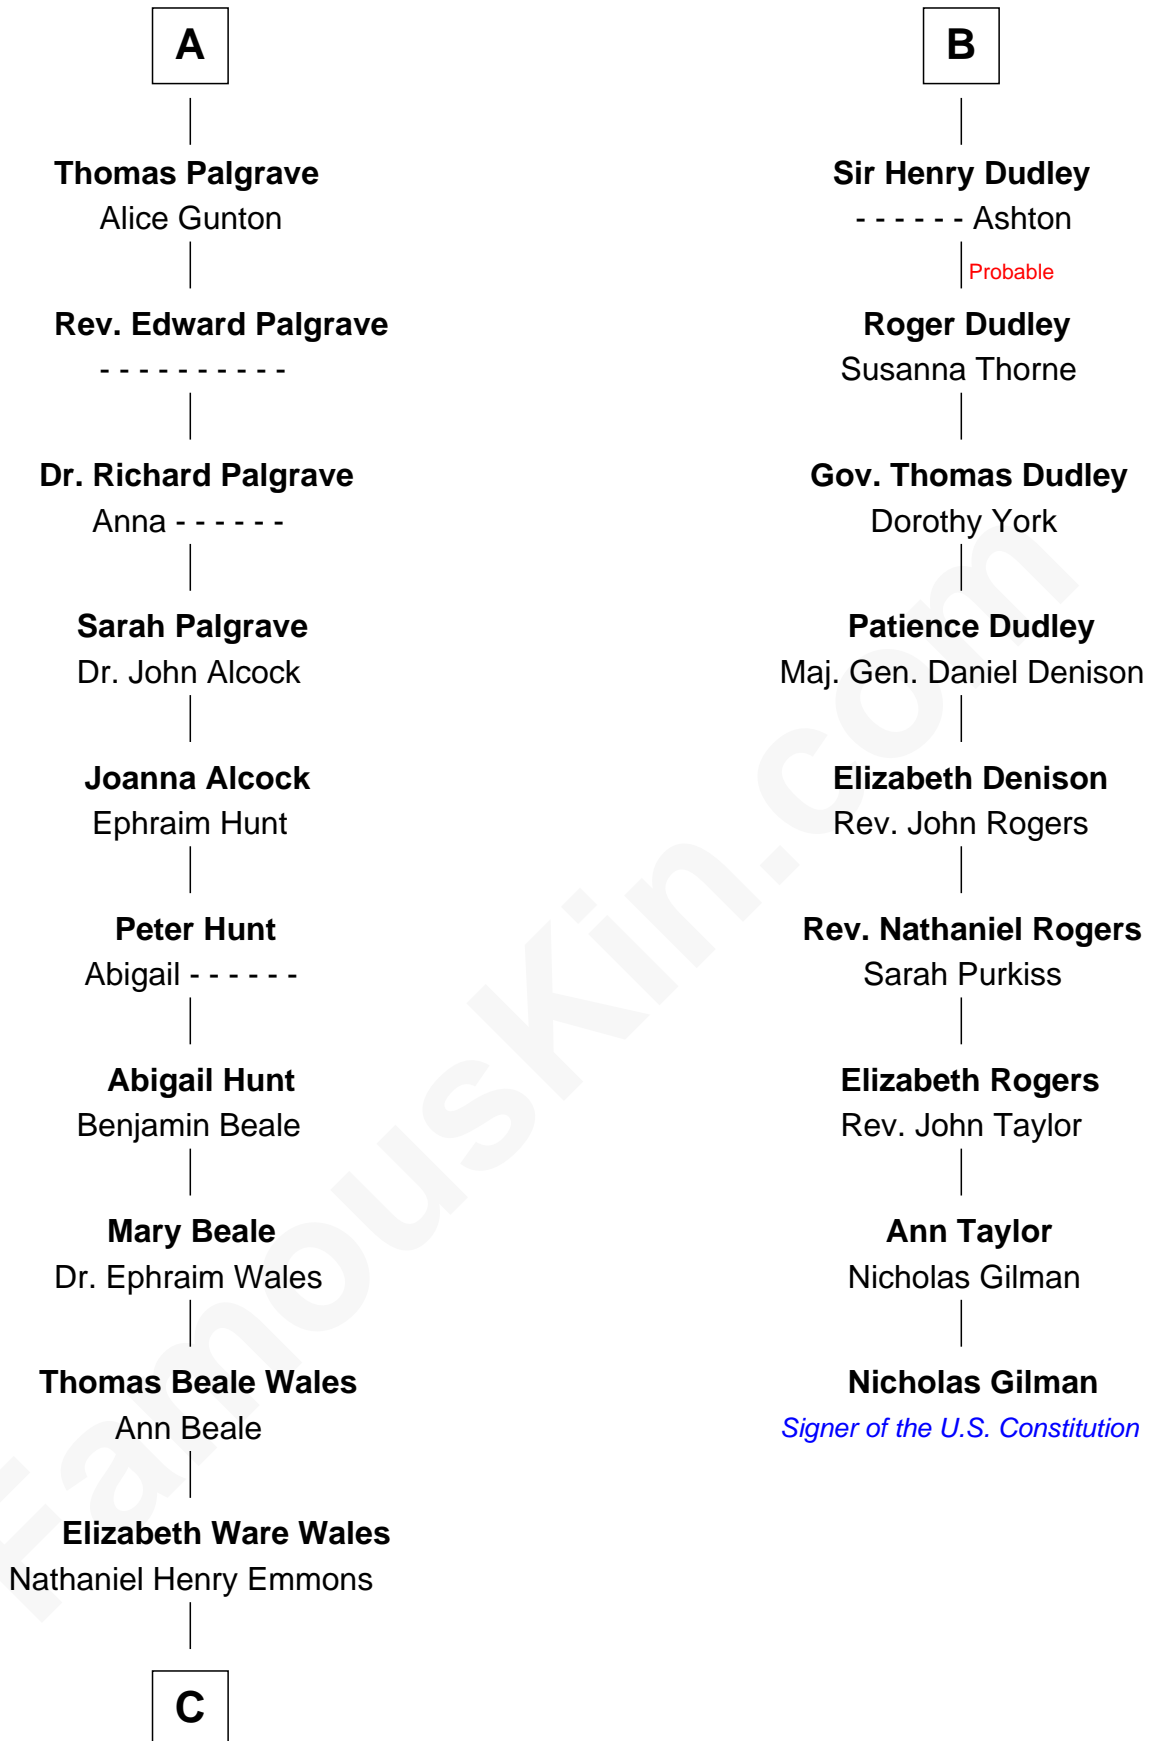 A
Thomas Palgrave
Alice Gunton
Rev. Edward Palgrave
- - - - - - - - - -
Dr. Richard Palgrave
Anna - - - - - -
Sarah Palgrave
Dr. John Alcock
Joanna Alcock
Ephraim Hunt
Peter Hunt
Abigail - - - - - -
Abigail Hunt
Benjamin Beale
Mary Beale
Dr. Ephraim Wales
Thomas Beale Wales
Ann Beale
Elizabeth Ware Wales
Nathaniel Henry Emmons
C
B
Sir Henry Dudley
- - - - - - Ashton
Probable
Roger Dudley
Susanna Thorne
Gov. Thomas Dudley
Dorothy York
Patience Dudley
Maj. Gen. Daniel Denison
Elizabeth Denison
Rev. John Rogers
Rev. Nathaniel Rogers
Sarah Purkiss
Elizabeth Rogers
Rev. John Taylor
Ann Taylor
Nicholas Gilman
Nicholas Gilman
Signer of the U.S. Constitution
FamousKin.com